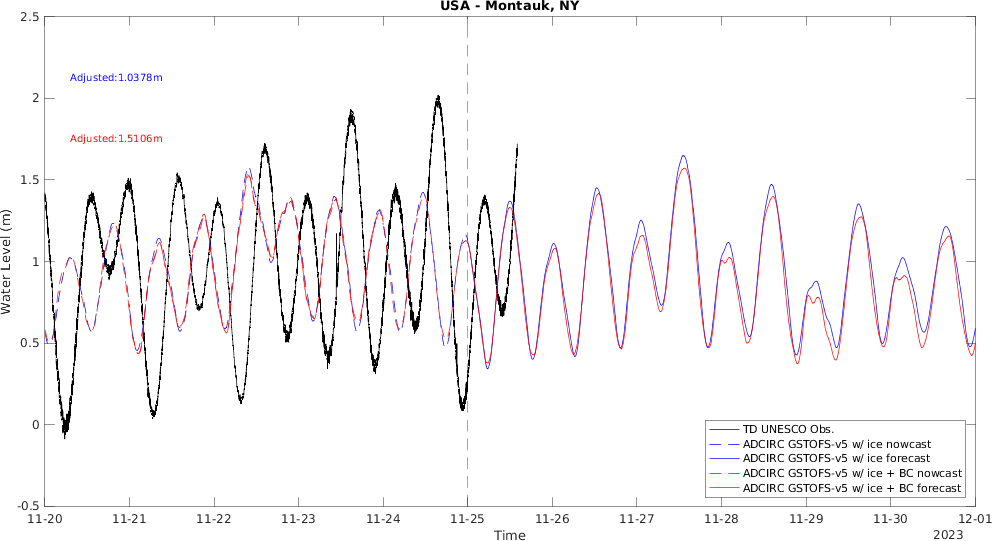 USA - Montauk, NY
2.5
2
1.5
1
0.5
0
-0.5
Water Level (m)
Adjusted:1.0378m
Adjusted:1.5106m
TD UNESCO Obs.
ADCIRC GSTOFS-v5 w/ ice nowcast
ADCIRC GSTOFS-v5 w/ ice forecast
ADCIRC GSTOFS-v5 w/ ice + BC nowcast
ADCIRC GSTOFS-v5 w/ ice + BC forecast
11-20 11-21 11-22 11-23 11-24 11-25 11-26 11-27 11-28 11-29 11-30 12-01
Time
2023